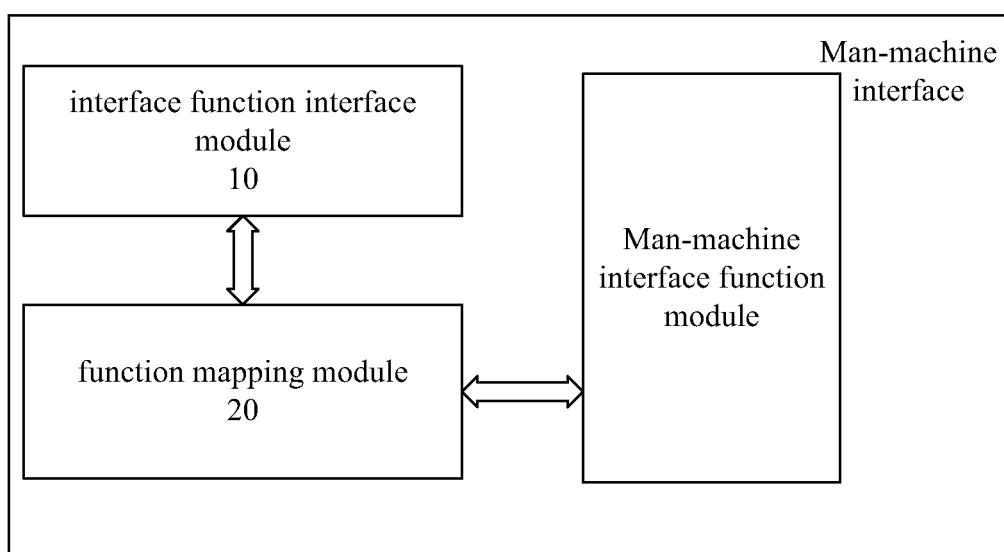 Man-machine
interface
interface function interface
module
10
Man-machine
interface function
module
function mapping module
20